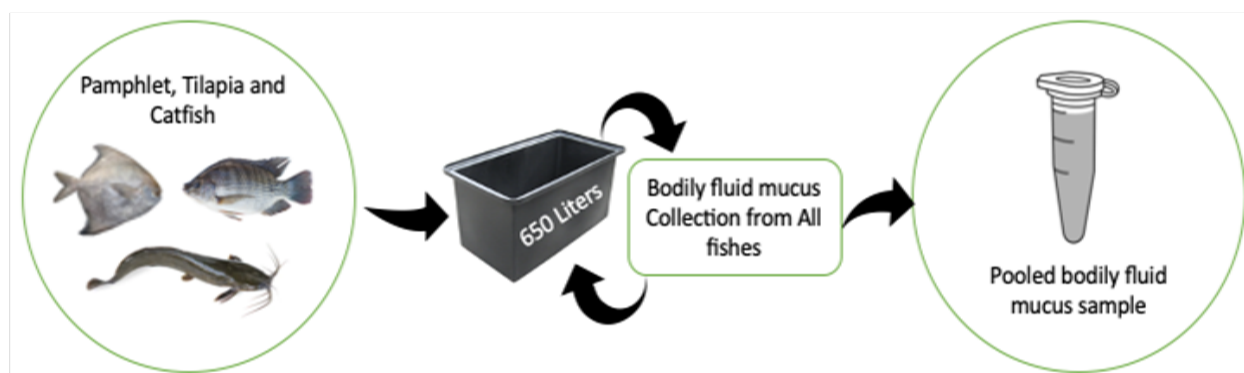 Pamphlet, Tilapia and
Catfish
650 Liters
Bodily fluid mucus
Collection from All
fishes
Pooled bodily fluid
mucus sample